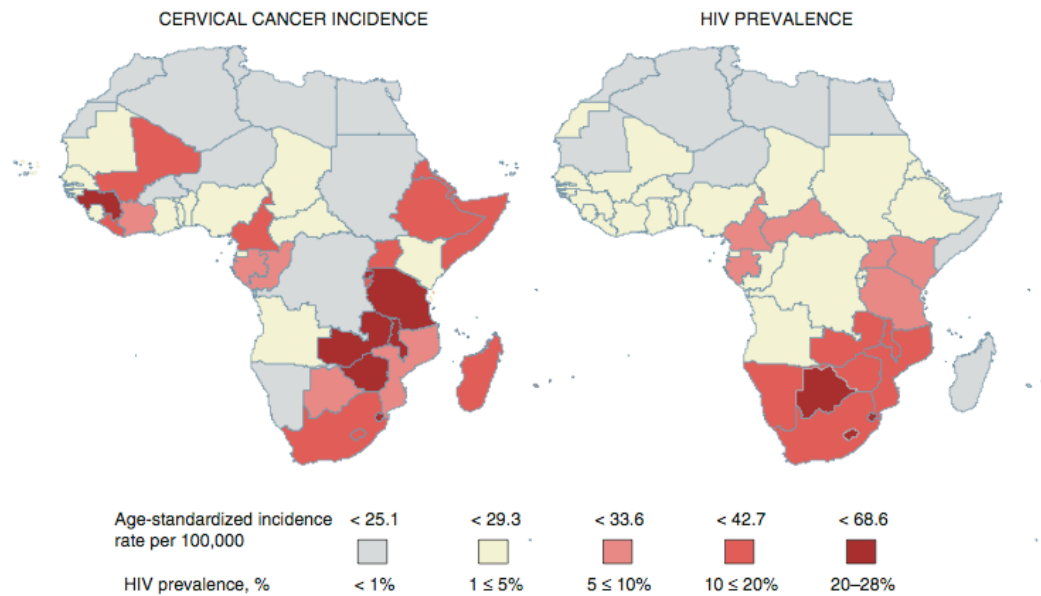 CERVICAL CANCER INCIDENCE
HIV PREVALENCE
Age-standardized incidence < 25.1 < 29.3 < 33.6 < 42.7 < 68.6
rate per 100,000
HIV prevalence, % < 1% 1 ≤ 5% 5 ≤ 10% 10 ≤ 20% 20–28%